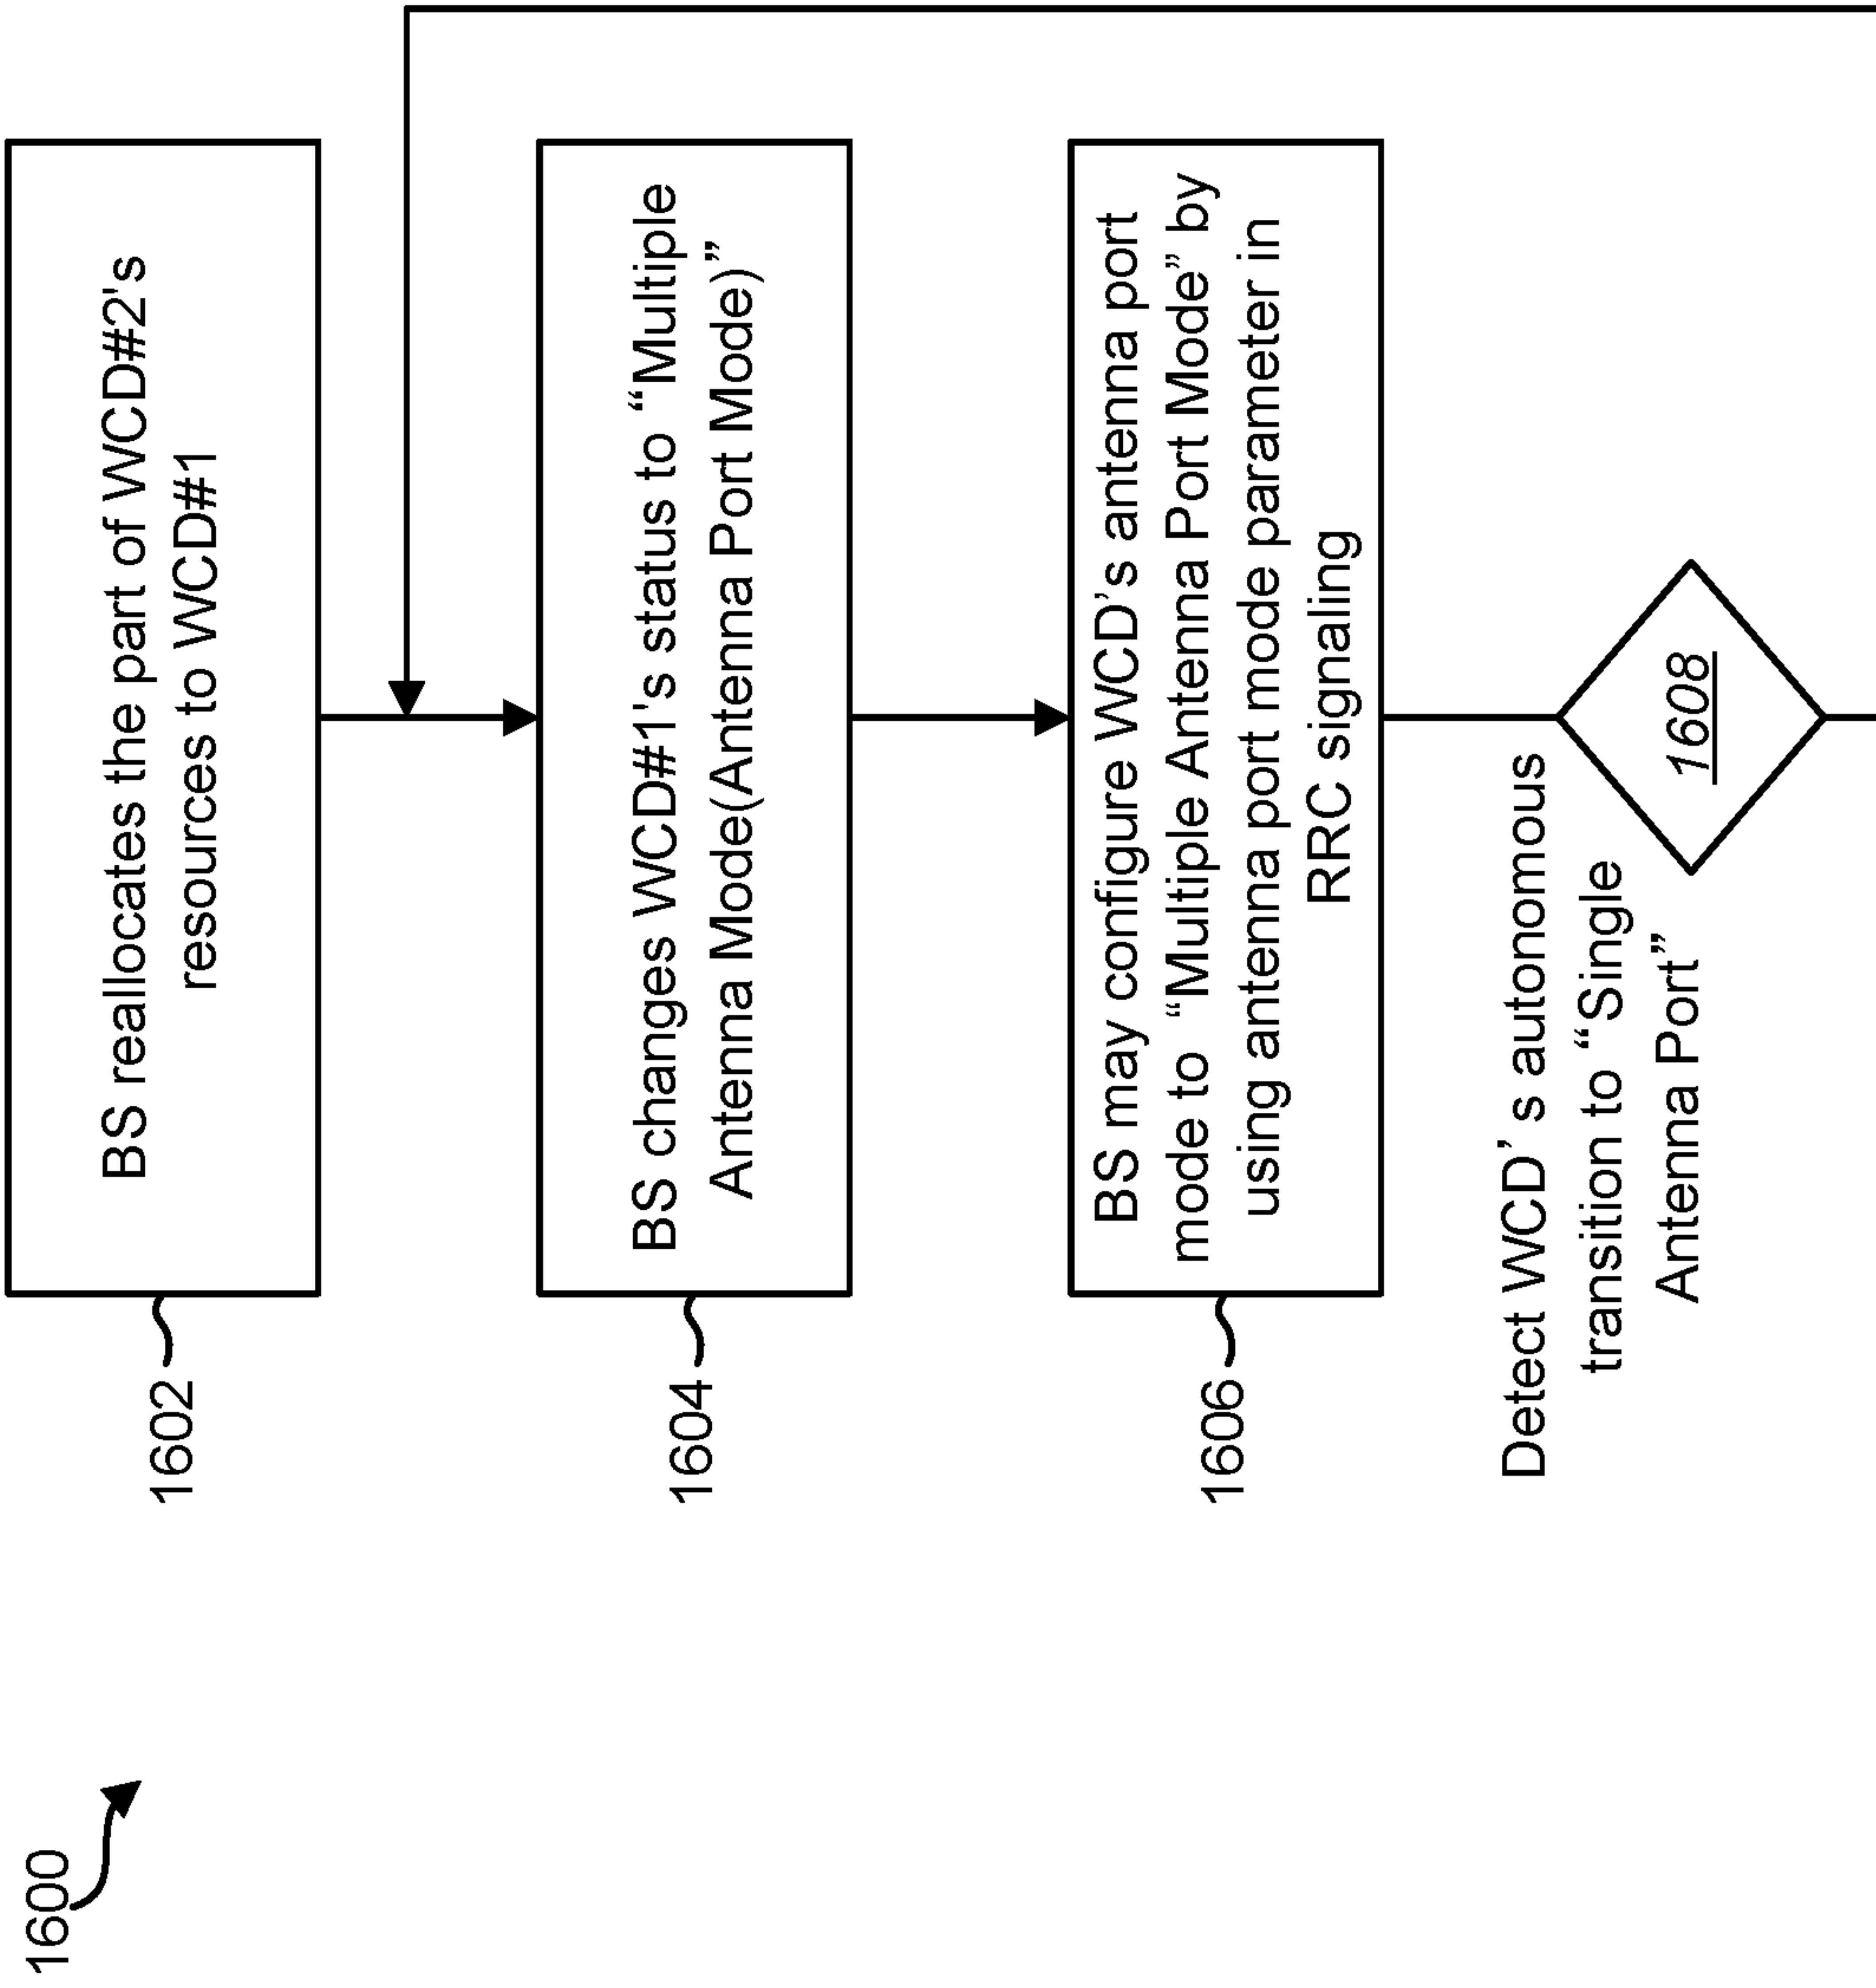 1600
1602
BS reallocates the part of WCD#2's
resources to WCD#1
1604
BS changes WCD#1's status to “Multiple
Antenna Mode(Antenna Port Mode)”
1606
BS may configure WCD's antenna port
mode to “Multiple Antenna Port Mode” by
using antenna port mode parameter in
RRC signaling
Detect WCD’ s autonomous
transition to “Single
Antenna Port”
1608